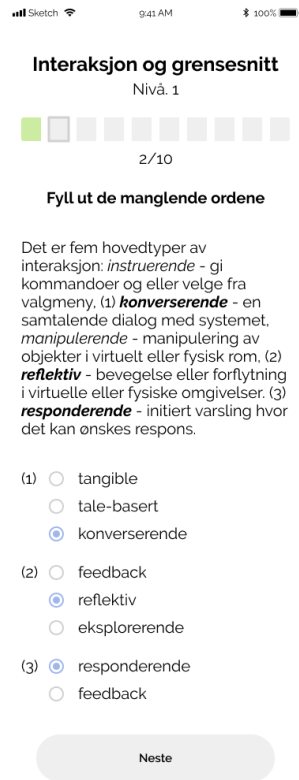 Sketch 9:41 AM 100%
Interaksjon og grensesnitt
Nivå. 1
2/10
Fyll ut de manglende ordene
Det er fem hovedtyper av
interaksjon: instruerende - gi
kommandoer og eller velge fra
valgmeny, (1) konverserende - en
samtalende dialog med systemet,
manipulerende - manipulering av
objekter i virtuelt eller fysisk rom, (2)
reflektiv - bevegelse eller forflytning
i virtuelle eller fysiske omgivelser. (3)
responderende - initiert varsling hvor
det kan ønskes respons.
(1) tangible
tale-basert
konverserende
(2) feedback
reflektiv
eksplorerende
(3) responderende
feedback
Neste